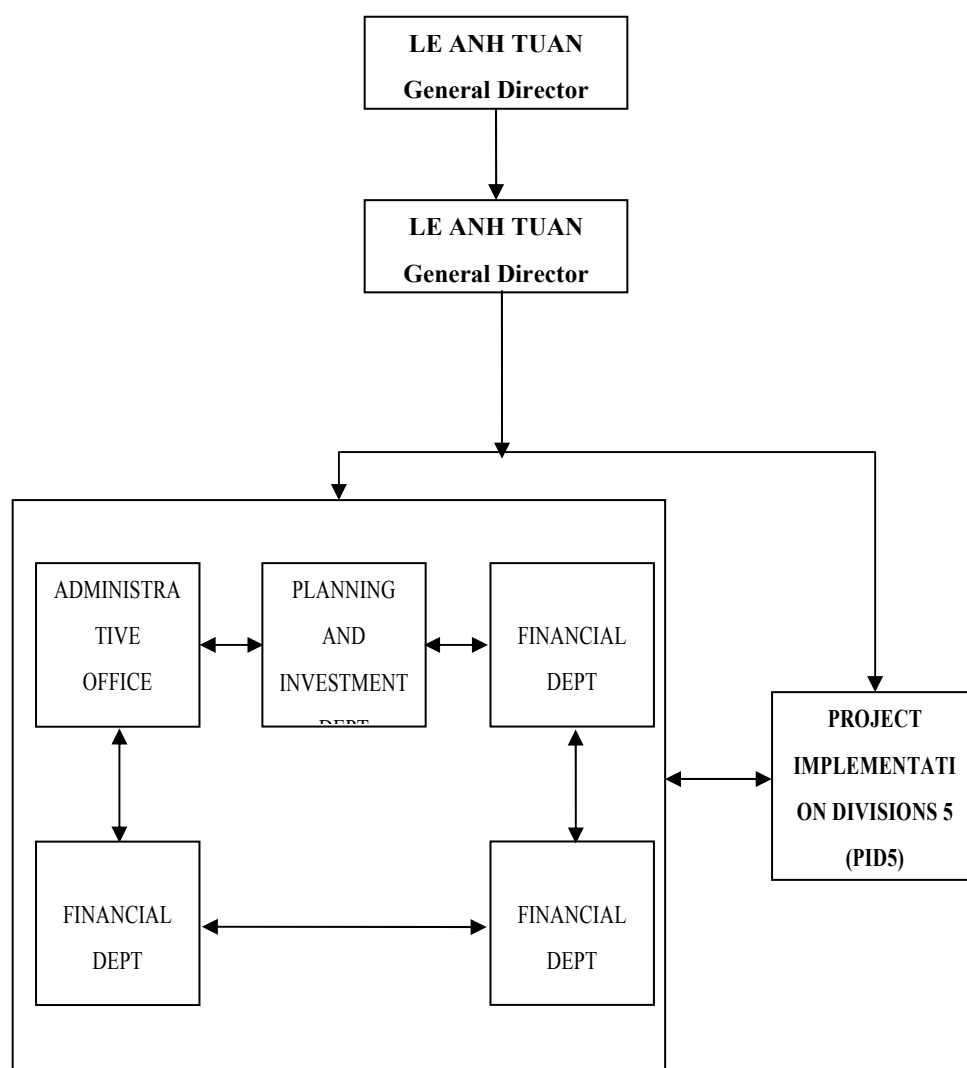 LE ANH TUAN
General Director
LE ANH TUAN
General Director
ADMINISTRA
TIVE
OFFICE
PLANNING
AND
INVESTMENT
DEPT
FINANCIAL
DEPT
PROJECT
IMPLEMENTATI
ON DIVISIONS 5
(PID5)
FINANCIAL
DEPT
FINANCIAL
DEPT